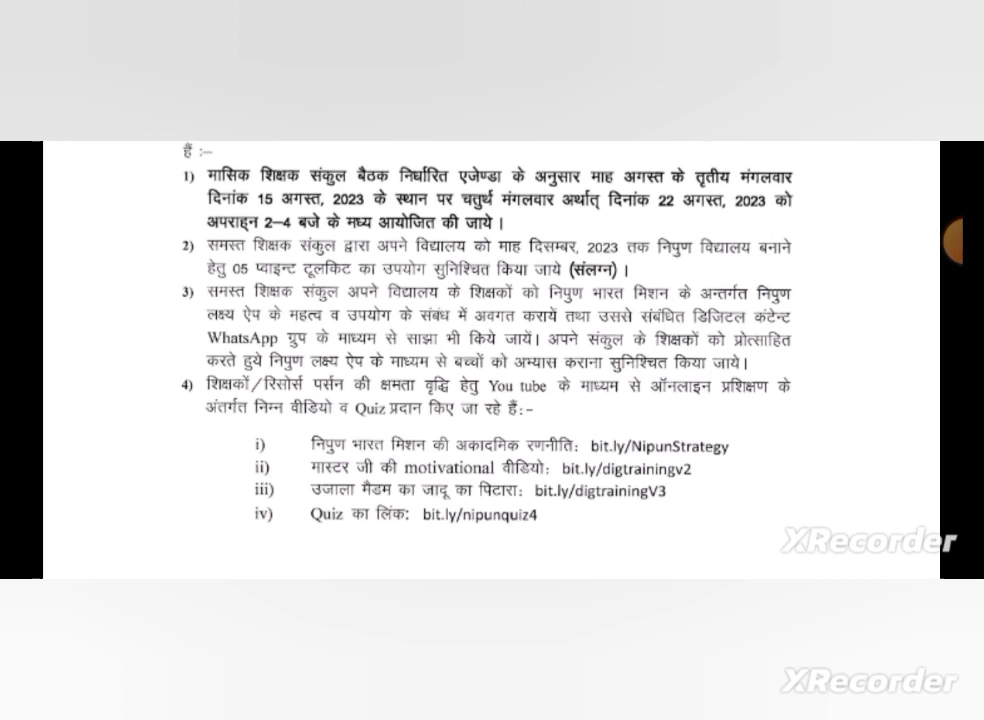 हैं :–
1) मासिक शिक्षक संकुल बैठक निर्धारित एजेण्डा के अनुसार माह अगस्त के तृतीय मंगलवार
दिनांक 15 अगस्त, 2023 के स्थान पर चतुर्थ मंगलवार अर्थात् दिनांक 22 अगस्त, 2023 को
अपराह्न 2–4 बजे के मध्य आयोजित की जाये।
2) समस्त शिक्षक संकुल द्वारा अपने विद्यालय को माह दिसम्बर, 2023 तक निपुण विद्यालय बनाने
हेतु 05 प्वाइन्ट टूलकिट का उपयोग सुनिश्चित किया जाये (संलग्न) ।
3) समस्त शिक्षक संकुल अपने विद्यालय के शिक्षकों को निपुण भारत मिशन के अन्तर्गत निपुण
लक्ष्य ऐप के महत्व व उपयोग के संबंध में अवगत करायें तथा उससे संबंधित डिजिटल कंटेन्ट
WhatsApp ग्रुप के माध्यम से साझा भी किये जायें। अपने संकुल के शिक्षकों को प्रोत्साहित
करते हुये निपुण लक्ष्य ऐप के माध्यम से बच्चों को अभ्यास कराना सुनिश्चित किया जाये।
4) शिक्षकों/रिसोर्स पर्सन की क्षमता वृद्धि हेतु You tube के माध्यम से ऑनलाइन प्रशिक्षण के
अंतर्गत निम्न वीडियो व Quiz प्रदान किए जा रहे हैं:-
i) निपुण भारत मिशन की अकादमिक रणनीति: bit.ly/NipunStrategy
ii) मास्टर जी की motivational वीडियो: bit.ly/digtrainingv2
iii) उजाला मैडम का जादू का पिटारा: bit.ly/digtrainingV3
iv) Quiz का लिंक: bit.ly/nipunquiz4
XRecorder
XRecorder